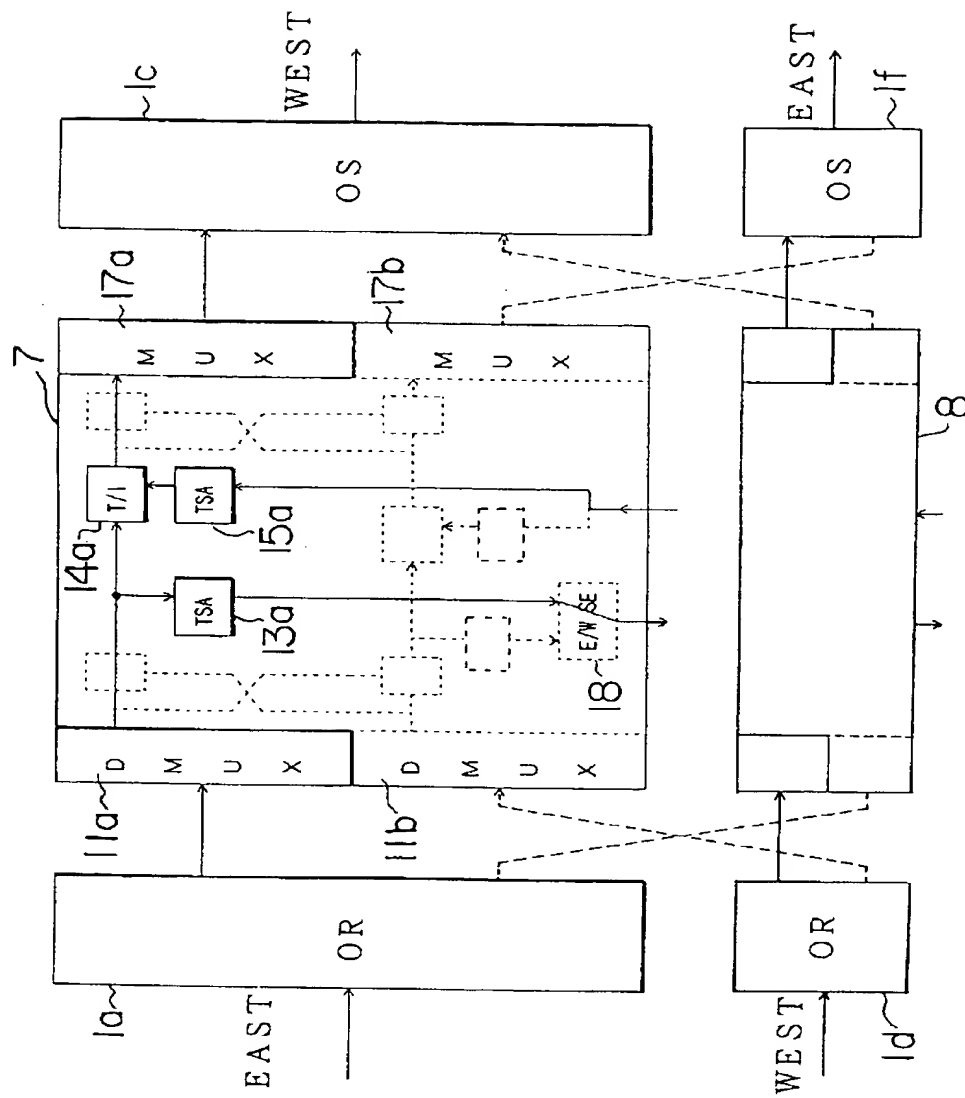 EAST
1a
OR
11a
D M U X
11b
D M U X
7
14a
T/I
TSA
13a
TSA
15a
E/W SE
18
17a
M U X
17b
M U X
1c
OS
WEST
WEST
1d
OR
8
1f
OS
EAST